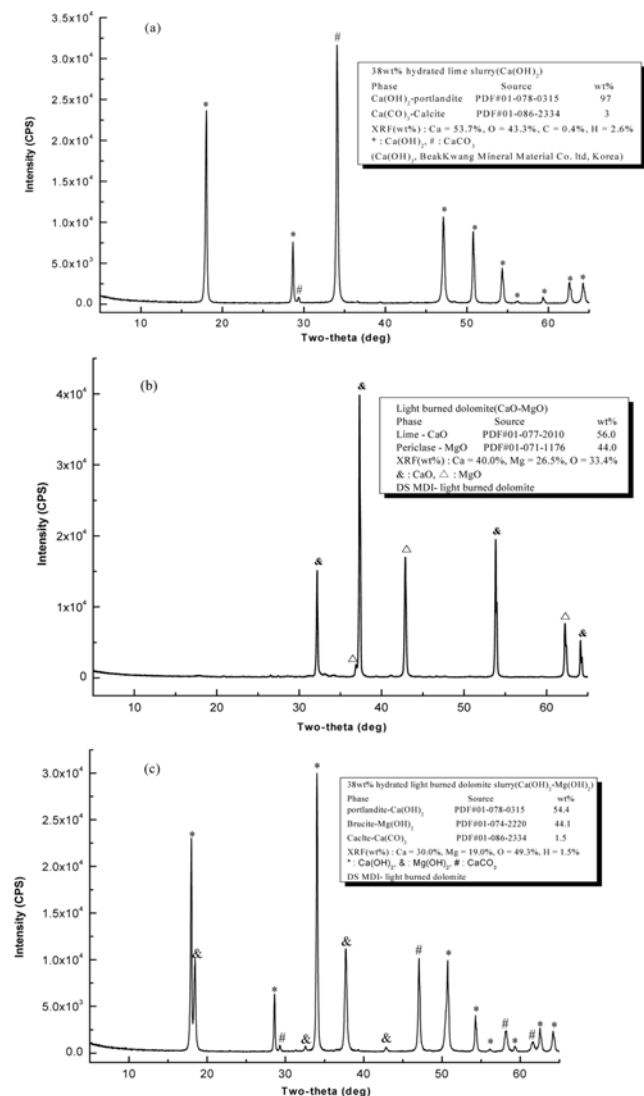 (a)
#
*
3.5x10⁴
3.0x10⁴
2.5x10⁴
2.0x10⁴
1.5x10⁴
1.0x10⁴
5.0x10³
0.0
Intensity (CPS)
38wt% hydrated lime slurry(Ca(OH)₂)
Phase Source wt%
Ca(OH)₂-portlandite PDF#01-078-0315 97
Ca(CO)₃-Calcite PDF#01-086-2334 3
XRF(wt%) : Ca = 53.7%, O = 43.3%, C = 0.4%, H = 2.6%
* : Ca(OH)₂, # : CaCO₃
(Ca(OH)₂, BeakKwang Mineral Material Co. ltd, Korea)
* # * * * * * * *
10 20 30 40 50 60
Two-theta (deg)
(b)
&
4x10⁴
3x10⁴
2x10⁴
1x10⁴
0
Intensity (CPS)
Light burned dolomite(CaO-MgO)
Phase Source wt%
Lime - CaO PDF#01-077-2010 56.0
Periclase - MgO PDF#01-071-1176 44.0
XRF(wt%) : Ca = 40.0%, Mg = 26.5%, O = 33.4%
& : CaO, △ : MgO
DS MDI- light burned dolomite
& △ △ & △ &
10 20 30 40 50 60
Two-theta (deg)
(c)
*
3.0x10⁴
2.5x10⁴
2.0x10⁴
1.5x10⁴
1.0x10⁴
5.0x10³
0.0
Intensity (CPS)
38wt% hydrated light burned dolomite slurry(Ca(OH)₂-Mg(OH)₂)
Phase Source wt%
portlandite-Ca(OH)₂ PDF#01-078-0315 54.4
Brucite-Mg(OH)₂ PDF#01-074-2220 44.1
Caclte-Ca(CO)₃ PDF#01-086-2334 1.5
XRF(wt%) : Ca = 30.0%, Mg = 19.0%, O = 49.3%, H = 1.5%
* : Ca(OH)₂, & : Mg(OH)₂, # : CaCO₃
DS MDI- light burned dolomite
* & * # & & & # * * * # * # * *
10 20 30 40 50 60
Two-theta (deg)